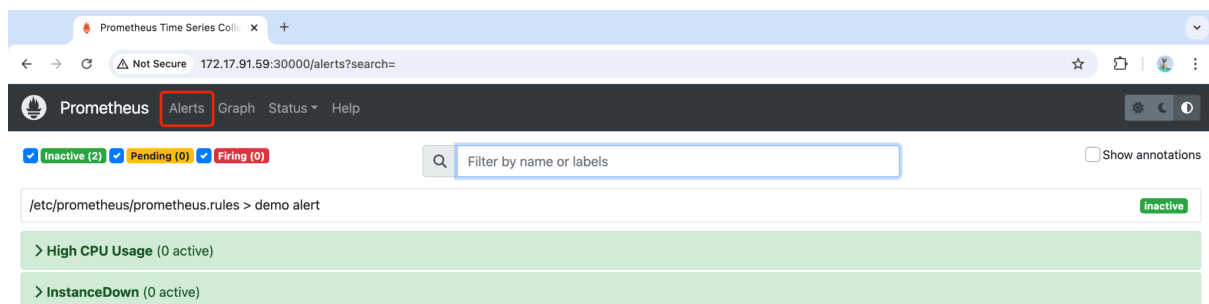 Prometheus Time Series Colle
Not Secure 172.17.91.59:30000/alerts?search=
Prometheus Alerts Graph Status Help
Inactive (2) Pending (0) Firing (0) Filter by name or labels Show annotations
/etc/prometheus/prometheus.rules > demo alert inactive
High CPU Usage (0 active)
InstanceDown (0 active)